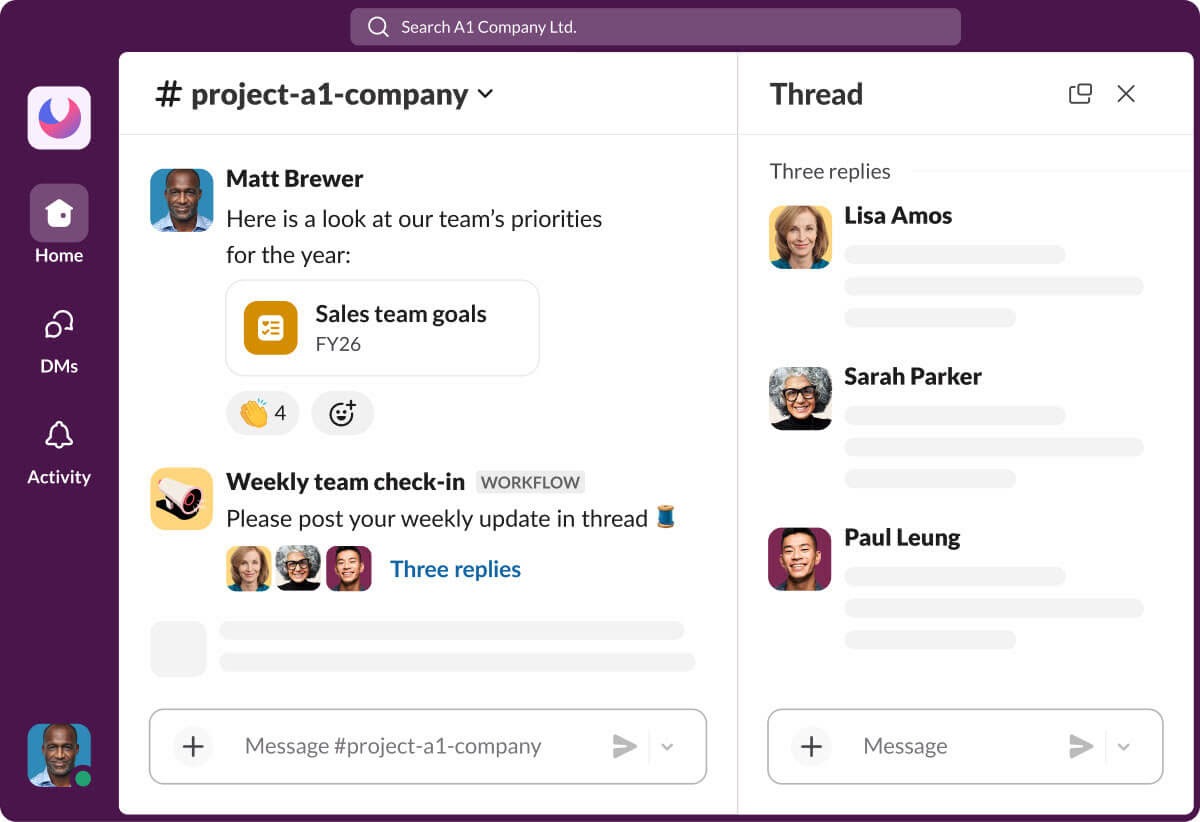 Search A1 Company Ltd.
# project-a1-company
Matt Brewer
Here is a look at our team’s priorities
for the year:
Sales team goals
FY26
4
Weekly team check-in WORKFLOW
Please post your weekly update in thread 🧵
Three replies
Message #project-a1-company
Home
DMs
Activity
Thread
Three replies
Lisa Amos
Sarah Parker
Paul Leung
Message